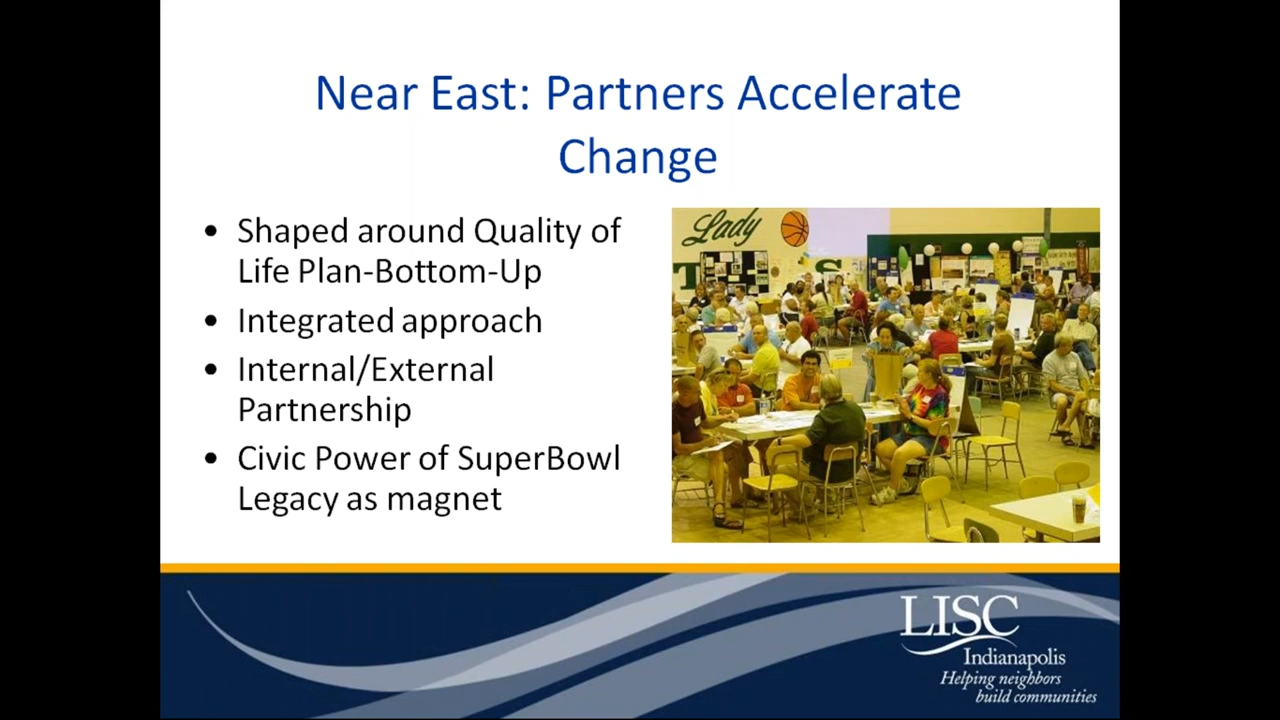 Near East: Partners Accelerate
Change
• Shaped around Quality of
Life Plan-Bottom-Up
• Integrated approach
• Internal/External
Partnership
• Civic Power of SuperBowl
Legacy as magnet
Lady
T
S
LISC
Indianapolis
Helping neighbors
build communities